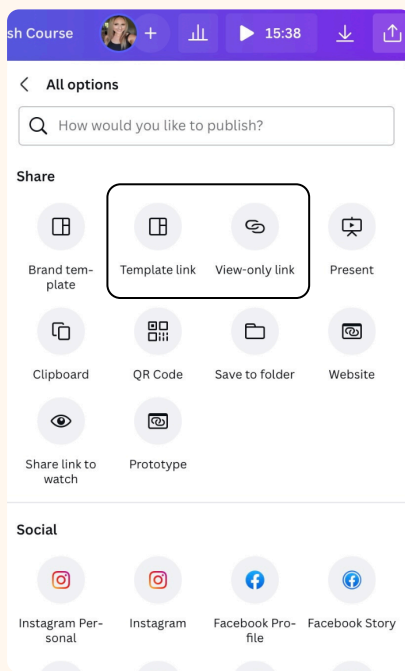 sh Course
15:38
All options
How would you like to publish?
Share
Brand tem-
plate
Template link
View-only link
Present
Clipboard
QR Code
Save to folder
Website
Share link to
watch
Prototype
Social
Instagram Per-
sonal
Instagram
Facebook Pro-
file
Facebook Story